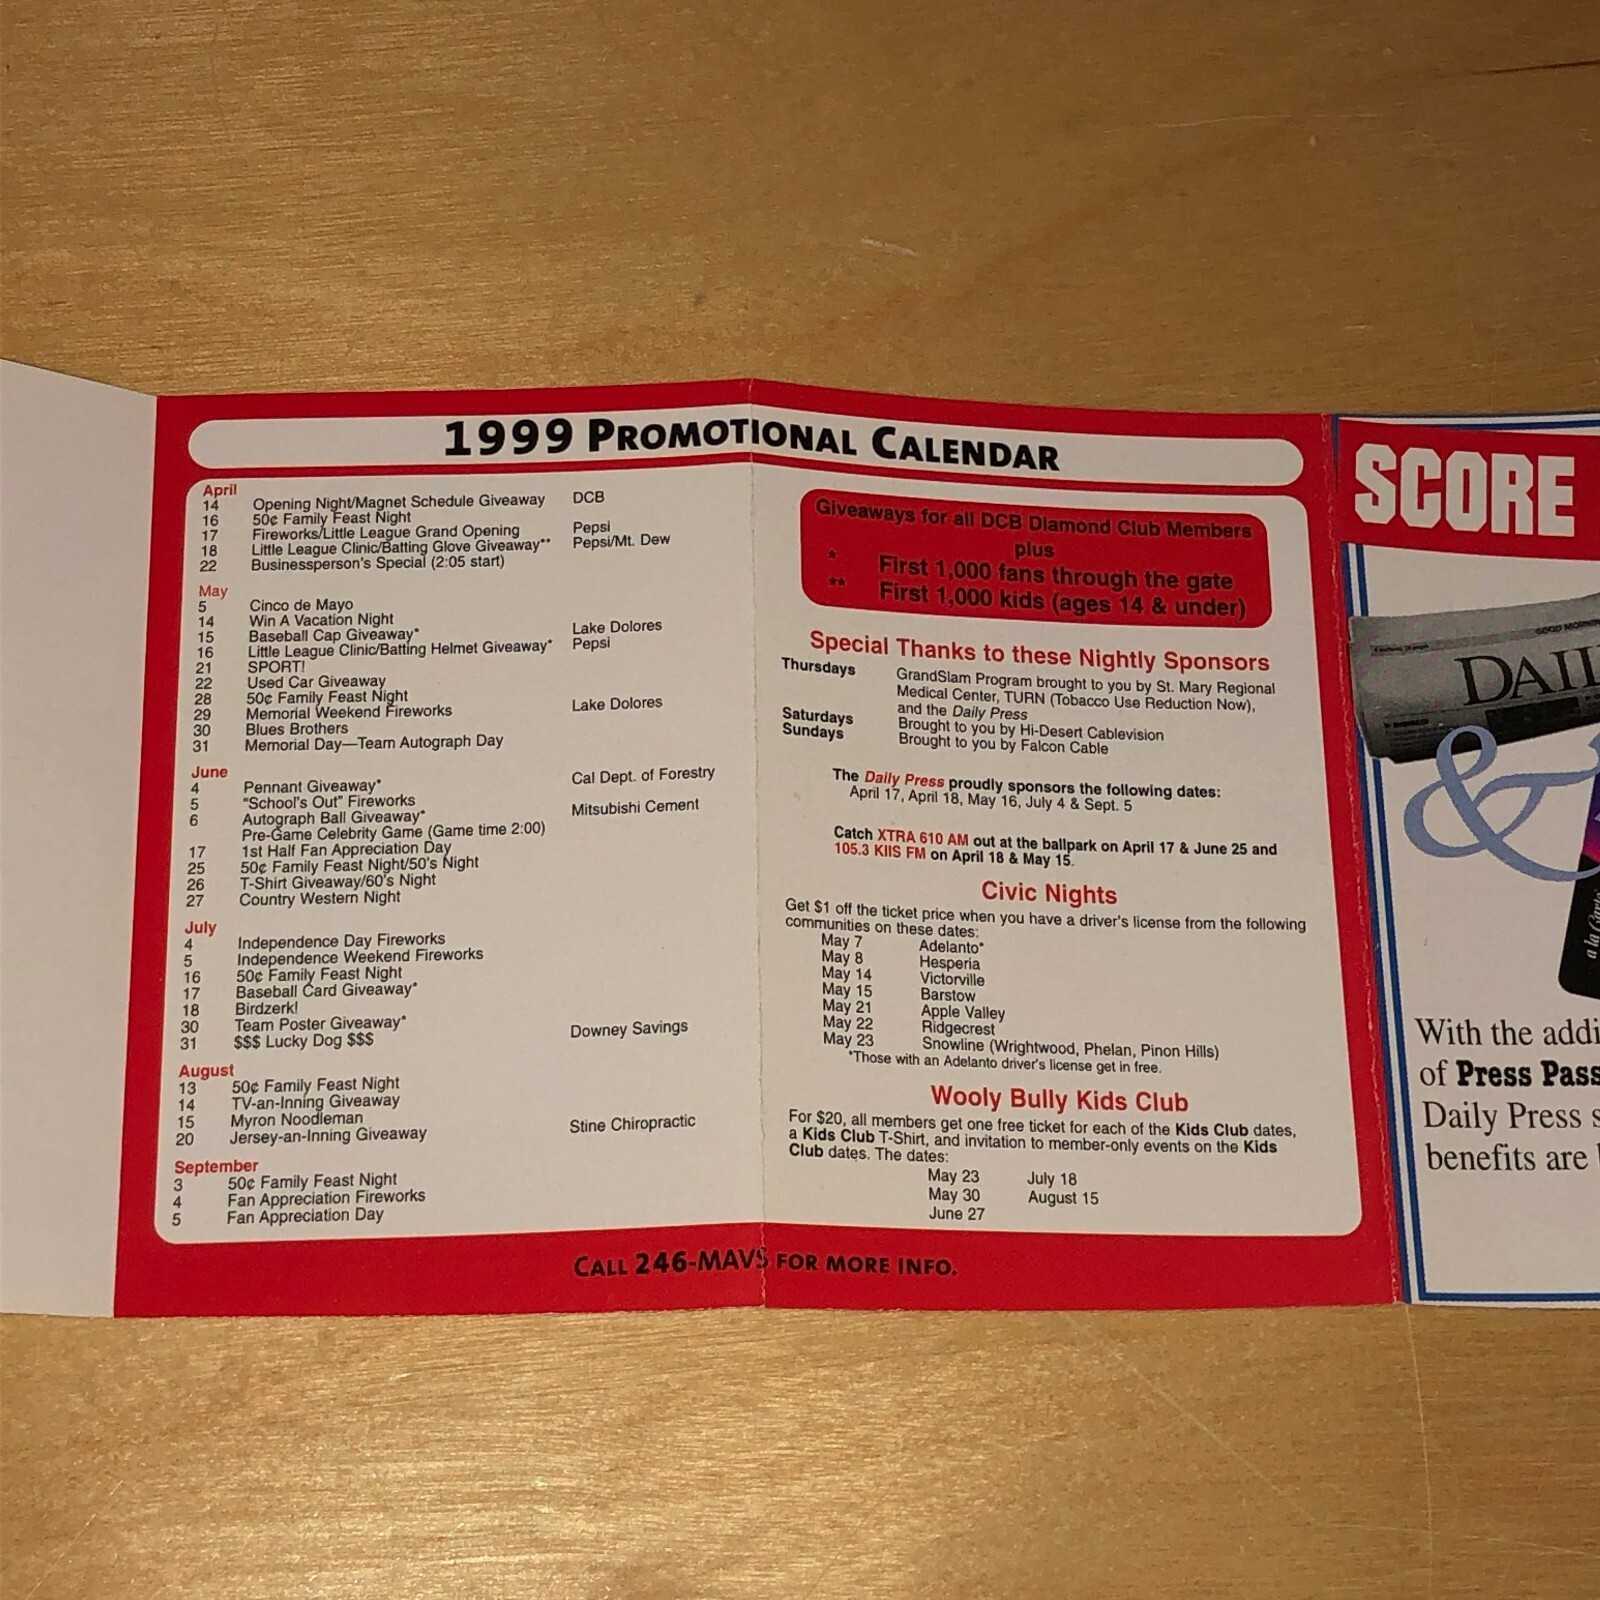 1999 PROMOTIONAL CALENDAR
April
14 Opening Night/Magnet Schedule Giveaway DCB
16 50¢ Family Feast Night
17 Fireworks/Little League Grand Opening Pepsi
18 Little League Clinic/Batting Glove Giveaway** Pepsi/Mt. Dew
22 Businessperson's Special (2:05 start)
May
5 Cinco de Mayo
14 Win A Vacation Night
15 Baseball Cap Giveaway* Lake Dolores
16 Little League Clinic/Batting Helmet Giveaway* Pepsi
21 SPORT!
22 Used Car Giveaway
28 50¢ Family Feast Night
29 Memorial Weekend Fireworks Lake Dolores
30 Blues Brothers
31 Memorial Day—Team Autograph Day
June
4 Pennant Giveaway* Cal Dept. of Forestry
5 "School's Out" Fireworks
6 Autograph Ball Giveaway* Mitsubishi Cement
Pre-Game Celebrity Game (Game time 2:00)
17 1st Half Fan Appreciation Day
25 50¢ Family Feast Night/50's Night
26 T-Shirt Giveaway/60's Night
27 Country Western Night
July
4 Independence Day Fireworks
5 Independence Weekend Fireworks
16 50¢ Family Feast Night
17 Baseball Card Giveaway*
18 Birdzerk!
30 Team Poster Giveaway* Downey Savings
31 $$$ Lucky Dog $$$
August
13 50¢ Family Feast Night
14 TV-an-Inning Giveaway
15 Myron Noodleman
20 Jersey-an-Inning Giveaway Stine Chiropractic
September
3 50¢ Family Feast Night
4 Fan Appreciation Fireworks
5 Fan Appreciation Day
Giveaways for all DCB Diamond Club Members
plus
* First 1,000 fans through the gate
** First 1,000 kids (ages 14 & under)
Special Thanks to these Nightly Sponsors
Thursdays GrandSlam Program brought to you by St. Mary Regional
Medical Center, TURN (Tobacco Use Reduction Now),
and the Daily Press
Saturdays Brought to you by Hi-Desert Cablevision
Sundays Brought to you by Falcon Cable
The Daily Press proudly sponsors the following dates:
April 17, April 18, May 16, July 4 & Sept. 5
Catch XTRA 610 AM out at the ballpark on April 17 & June 25 and
105.3 KIIS FM on April 18 & May 15.
Civic Nights
Get $1 off the ticket price when you have a driver's license from the following
communities on these dates:
May 7 Adelanto*
May 8 Hesperia
May 14 Victorville
May 15 Barstow
May 21 Apple Valley
May 22 Ridgecrest
May 23 Snowline (Wrightwood, Phelan, Pinon Hills)
*Those with an Adelanto driver's license get in free.
Wooly Bully Kids Club
For $20, all members get one free ticket for each of the Kids Club dates,
a Kids Club T-Shirt, and invitation to member-only events on the Kids
Club dates. The dates:
May 23 July 18
May 30 August 15
June 27
CALL 246-MAVS FOR MORE INFO.
SCORE
GOOD MORNING
DAIL
&
a la Carte
With the addi
of Press Pass
Daily Press s
benefits are